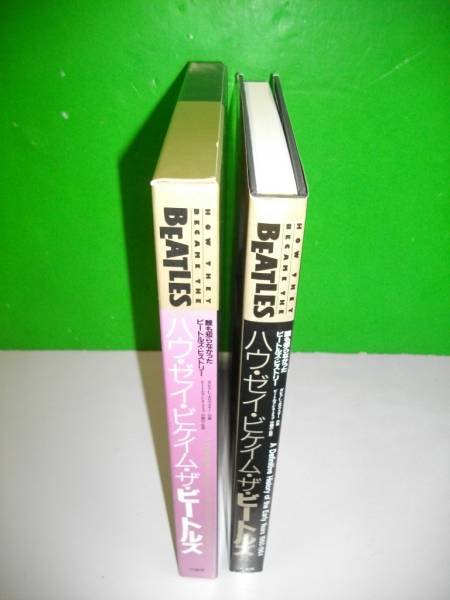 HOW THEY
BECAME THE
BEATLES
誰も知らなかった
ビートルズ・ヒストリー
ハウ・ゼイ・ビケイム・ザ・ビートルズ
HOW THEY
BECAME THE
BEATLES
誰も知らなかった
ビートルズ・ヒストリー
ハウ・ゼイ・ビケイム・ザ・ビートルズ
A Definitive History of the Early Years 1960-1964